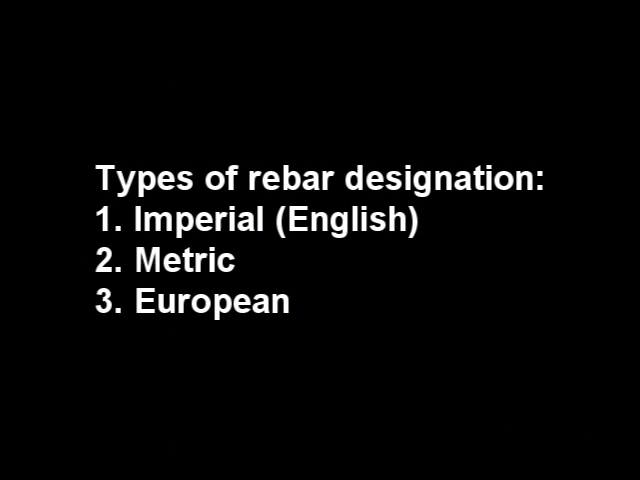 Types of rebar designation:
1. Imperial (English)
2. Metric
3. European